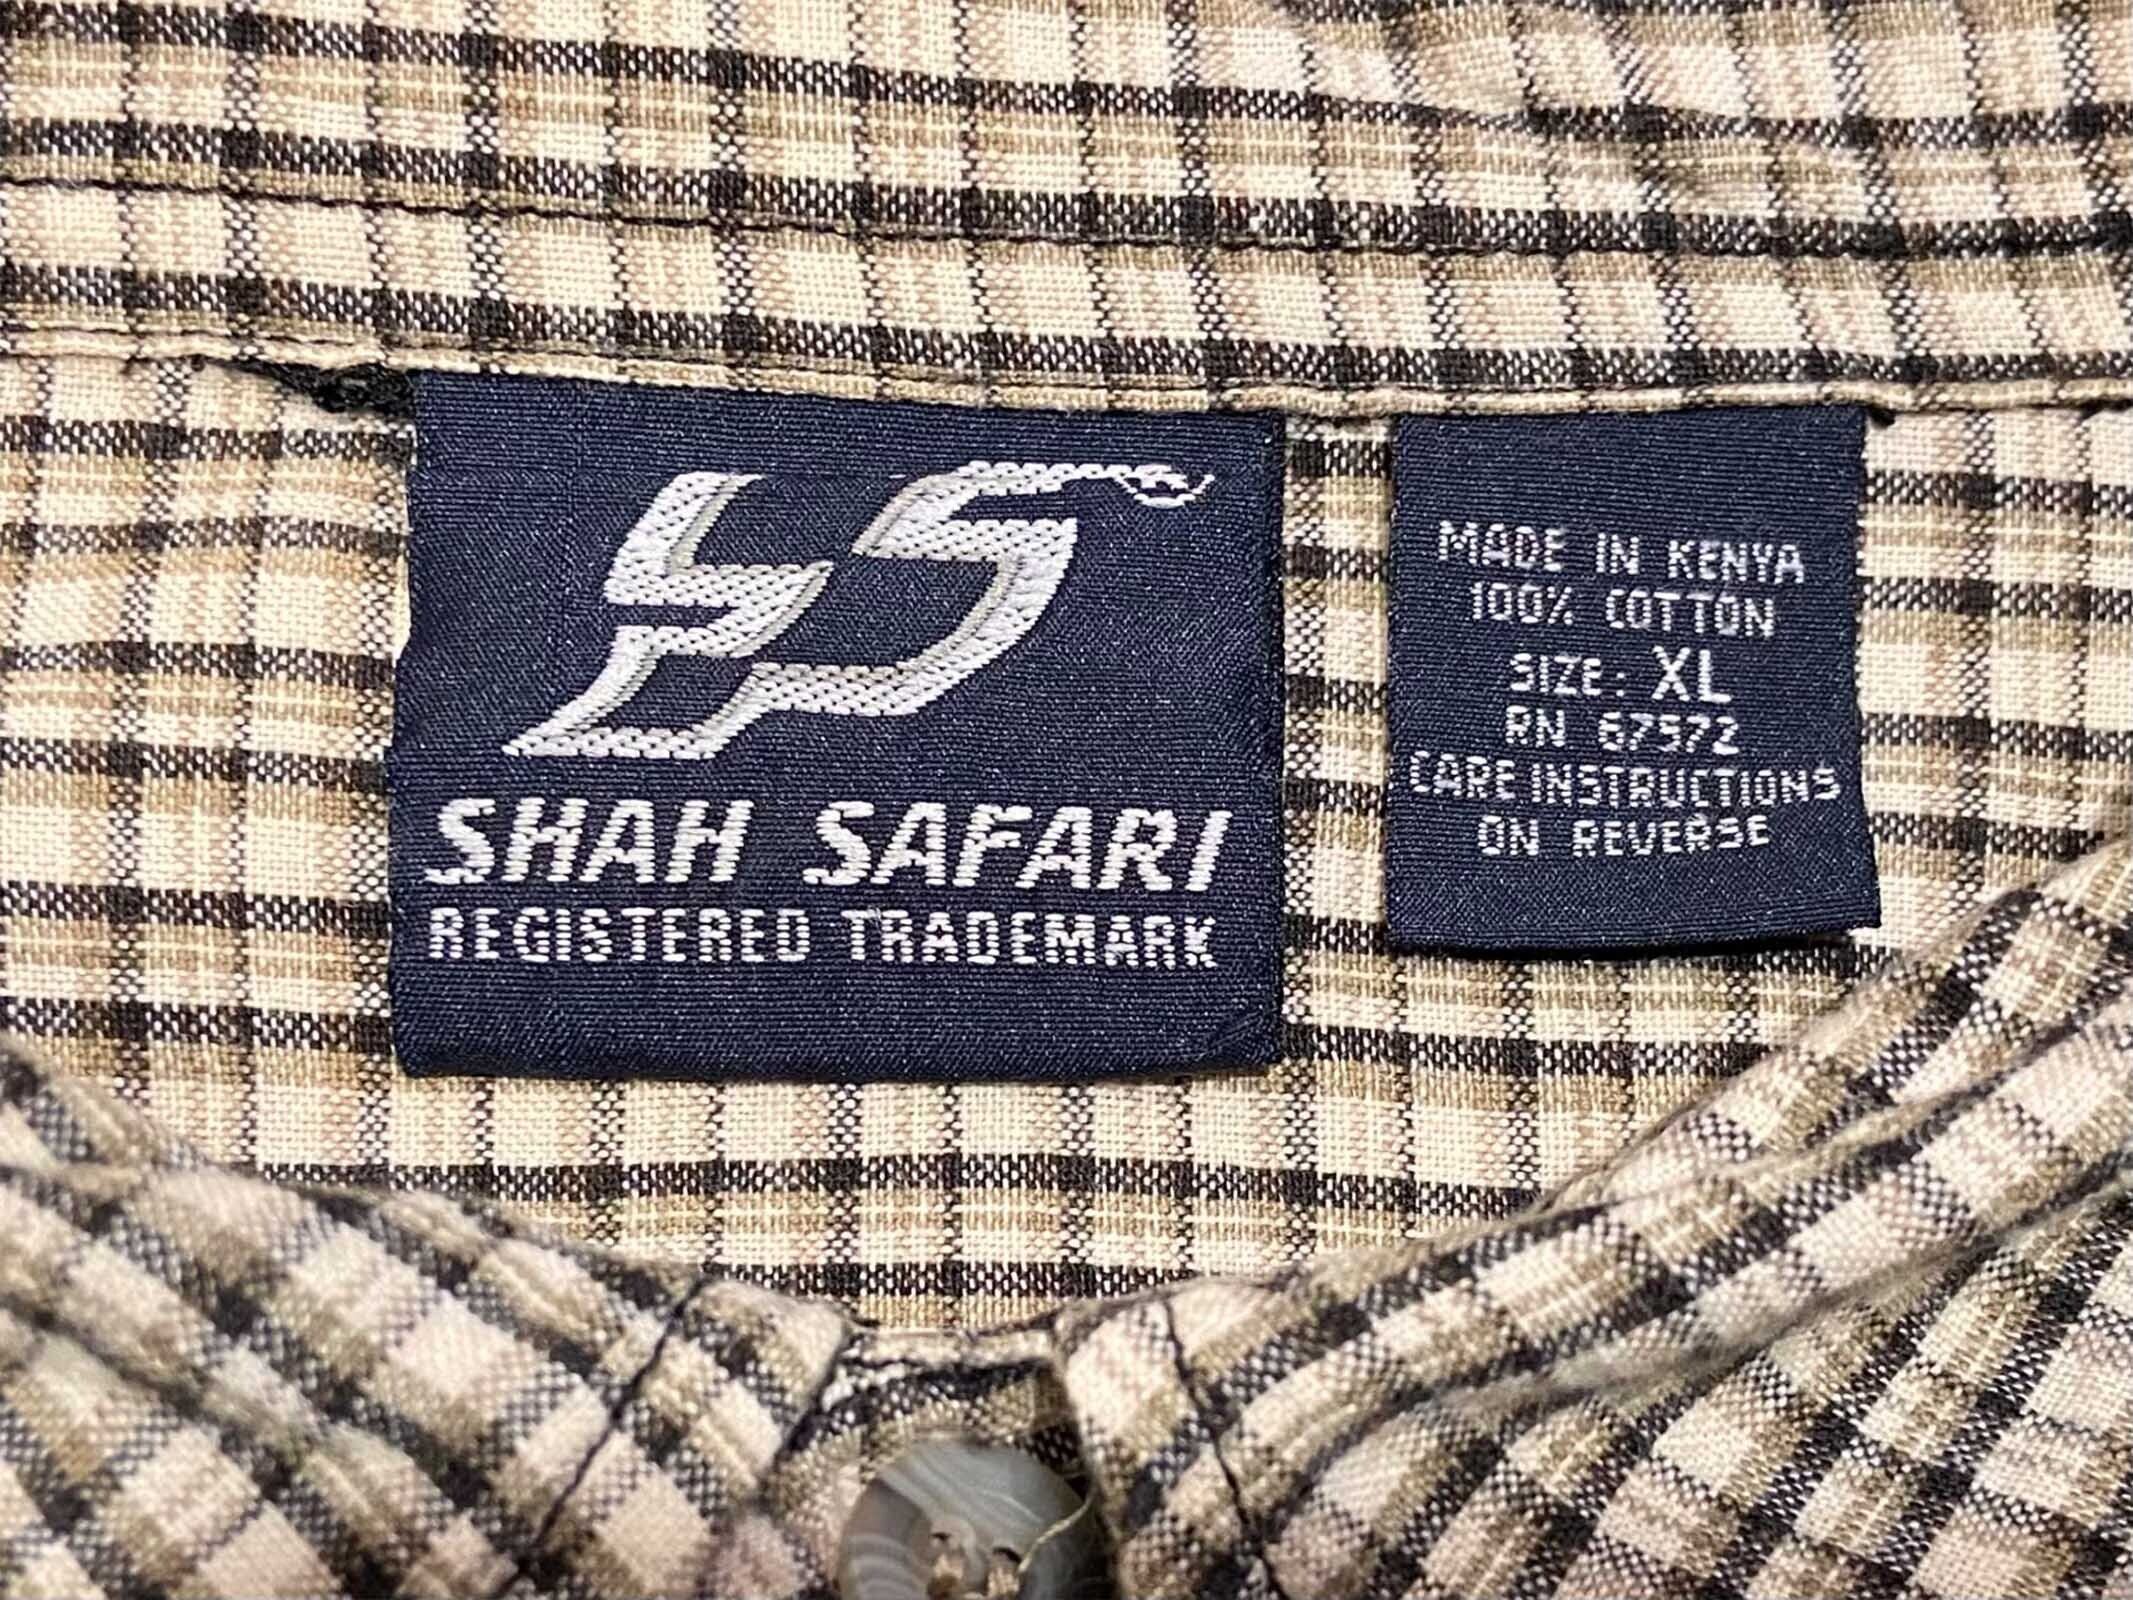 SHAH SAFARI
REGISTERED TRADEMARK
MADE IN KENYA
100% COTTON
SIZE: XL
RN 67572
CARE INSTRUCTIONS
ON REVERSE